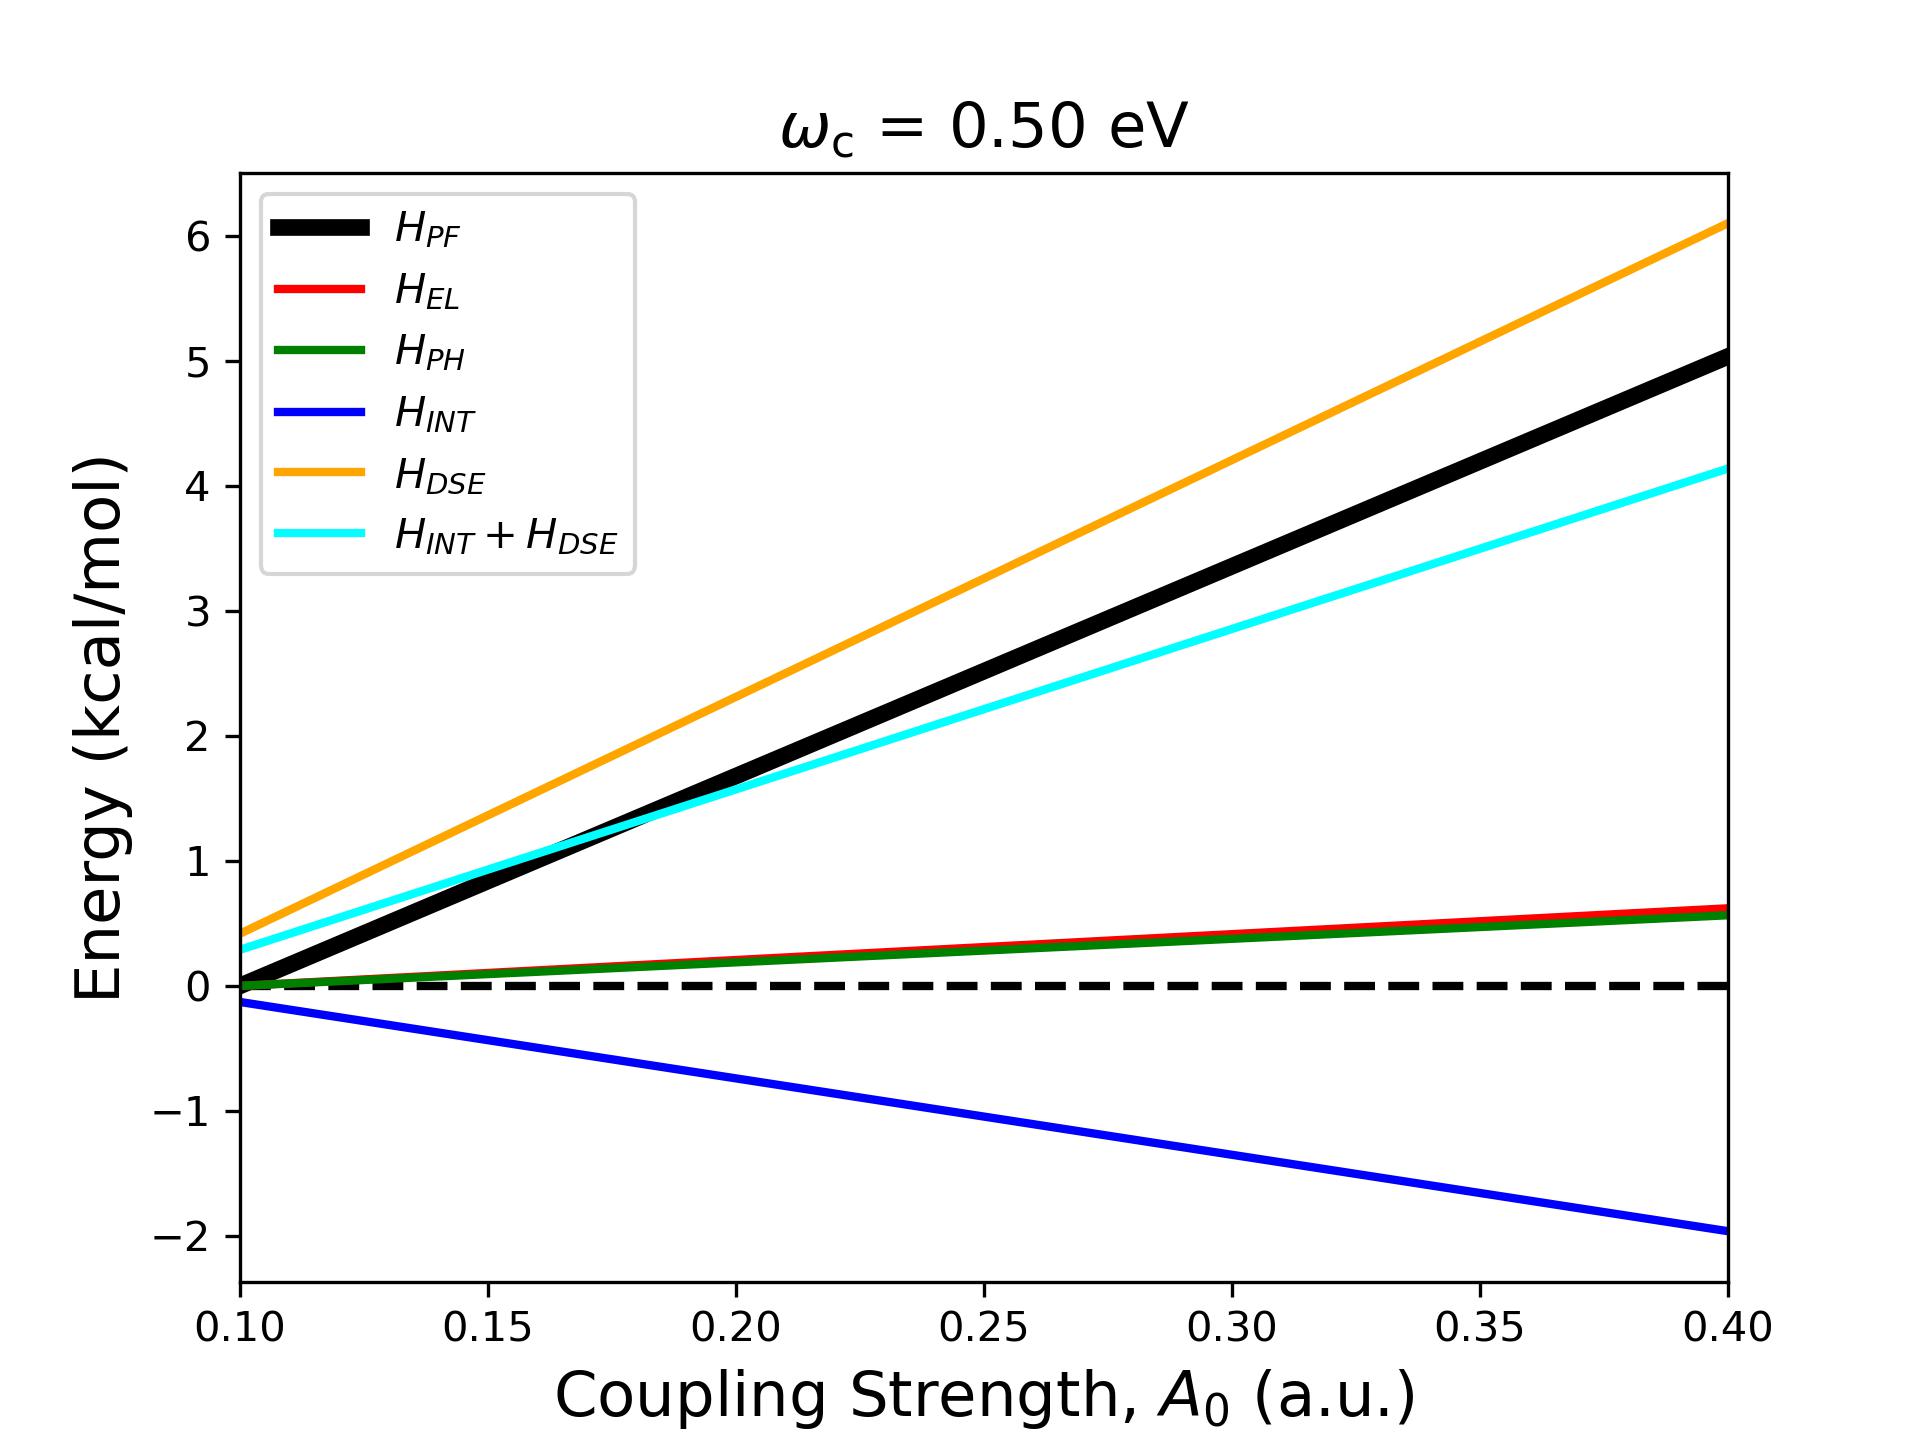 ω_c = 0.50 eV
H_PF
H_EL
H_PH
H_INT
H_DSE
H_INT + H_DSE
Energy (kcal/mol)
6
5
4
3
2
1
0
−1
−2
0.10 0.15 0.20 0.25 0.30 0.35 0.40
Coupling Strength, A_0 (a.u.)